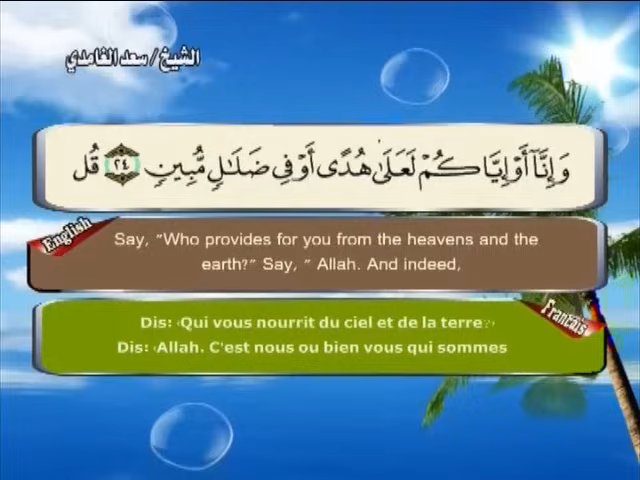 الشيخ / سعد الغامدي
وَإِنَّآ أَوْ إِيَّاكُمْ لَعَلَىٰ هُدًى أَوْ فِى ضَلَـٰلٍ مُّبِينٍ ٢٤ قُل
English
Say, "Who provides for you from the heavens and the
earth?" Say, " Allah. And indeed,
Français
Dis: ‹Qui vous nourrit du ciel et de la terre?›
Dis: ‹Allah. C'est nous ou bien vous qui sommes